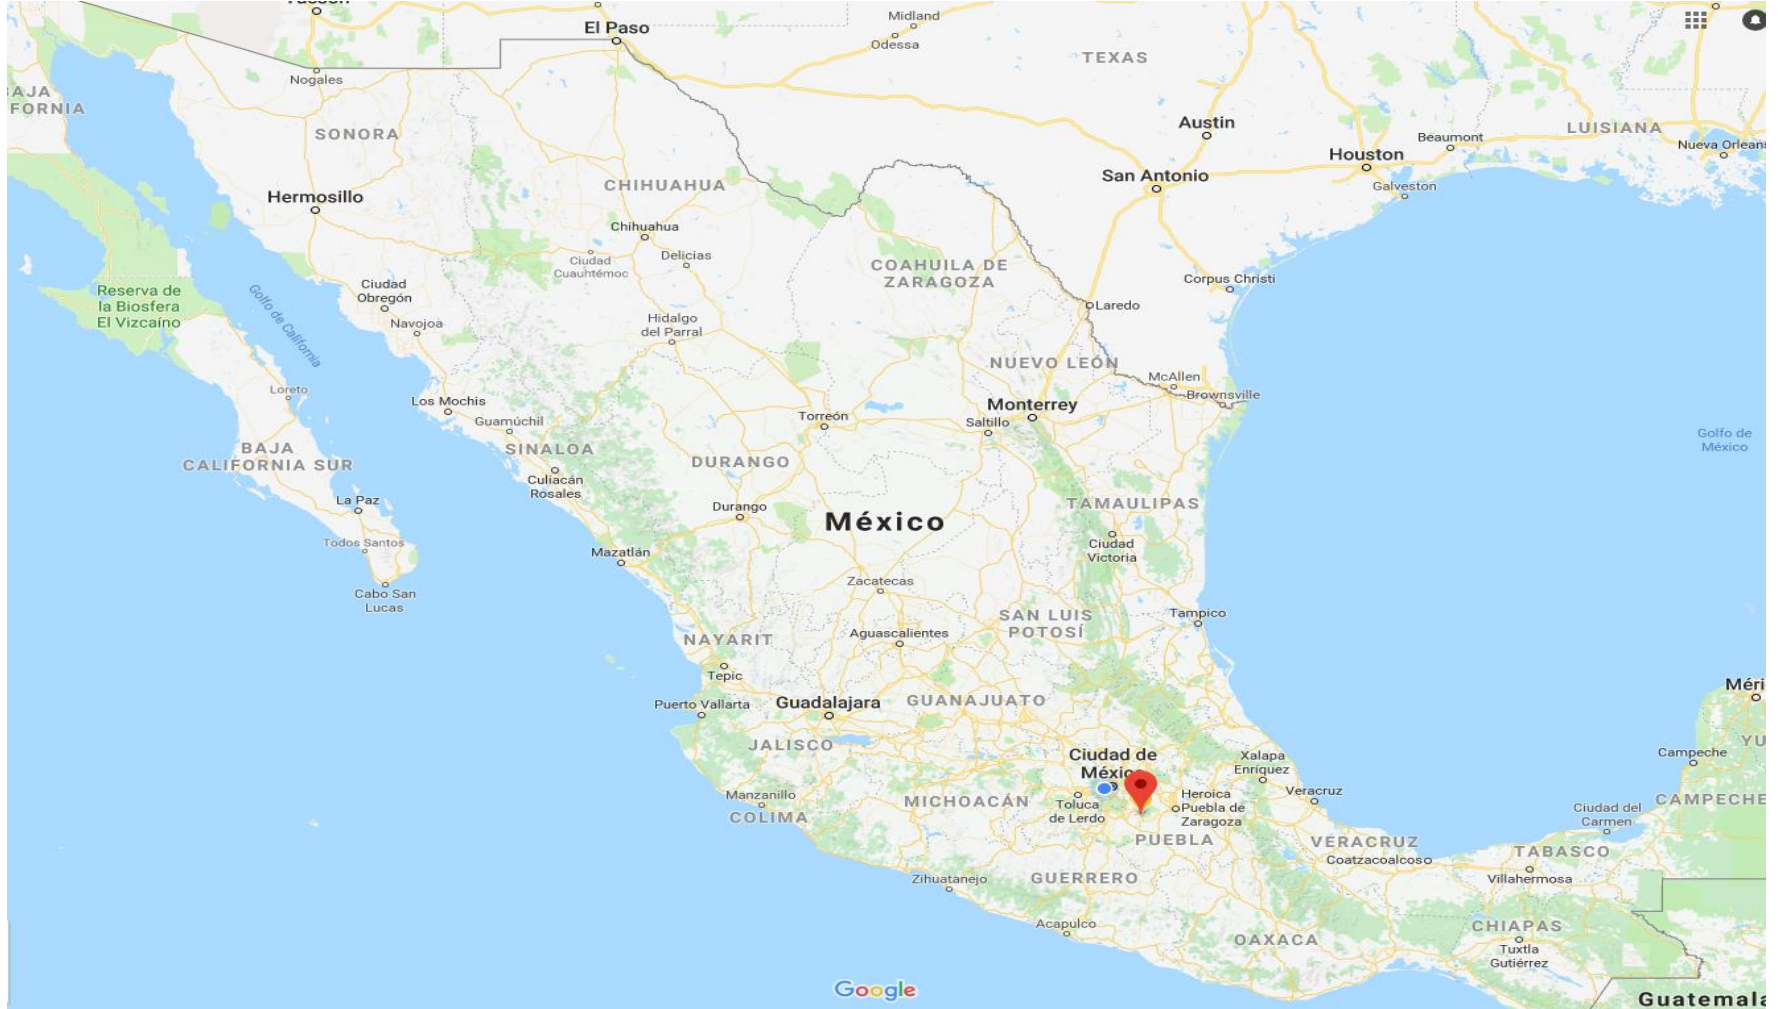 Tucson
El Paso
Midland
Odessa
TEXAS
Nogales
BAJA
CALIFORNIA
SONORA
Austin
LUISIANA
Beaumont
Houston
Nueva Orleans
San Antonio
Galveston
CHIHUAHUA
Hermosillo
Chihuahua
Ciudad
Cuauhtémoc
Delicias
COAHUILA DE
ZARAGOZA
Corpus Christi
Reserva de
la Biosfera
El Vizcaíno
Golfo de California
Ciudad
Obregón
Navojoa
Hidalgo
del Parral
Laredo
NUEVO LEÓN
McAllen
Brownsville
Loreto
Los Mochis
Guamúchil
Torreón
Monterrey
Saltillo
Golfo de
México
BAJA
CALIFORNIA SUR
SINALOA
Culiacán
Rosales
DURANGO
La Paz
Durango
México
TAMAULIPAS
Todos Santos
Mazatlán
Ciudad
Victoria
Cabo San
Lucas
Zacatecas
SAN LUIS
POTOSÍ
Tampico
NAYARIT
Aguascalientes
Tepic
Puerto Vallarta
Guadalajara
GUANAJUATO
Méri
JALISCO
Ciudad de
México
Xalapa
Enríquez
Campeche
YU
Manzanillo
COLIMA
MICHOACÁN
Toluca
de Lerdo
Heroica
Puebla de
Zaragoza
Veracruz
Ciudad del
Carmen
CAMPECHE
PUEBLA
VERACRUZ
Coatzacoalcos
TABASCO
Villahermosa
Zihuatanejo
GUERRERO
Acapulco
OAXACA
CHIAPAS
Tuxtla
Gutiérrez
Google
Guatemala